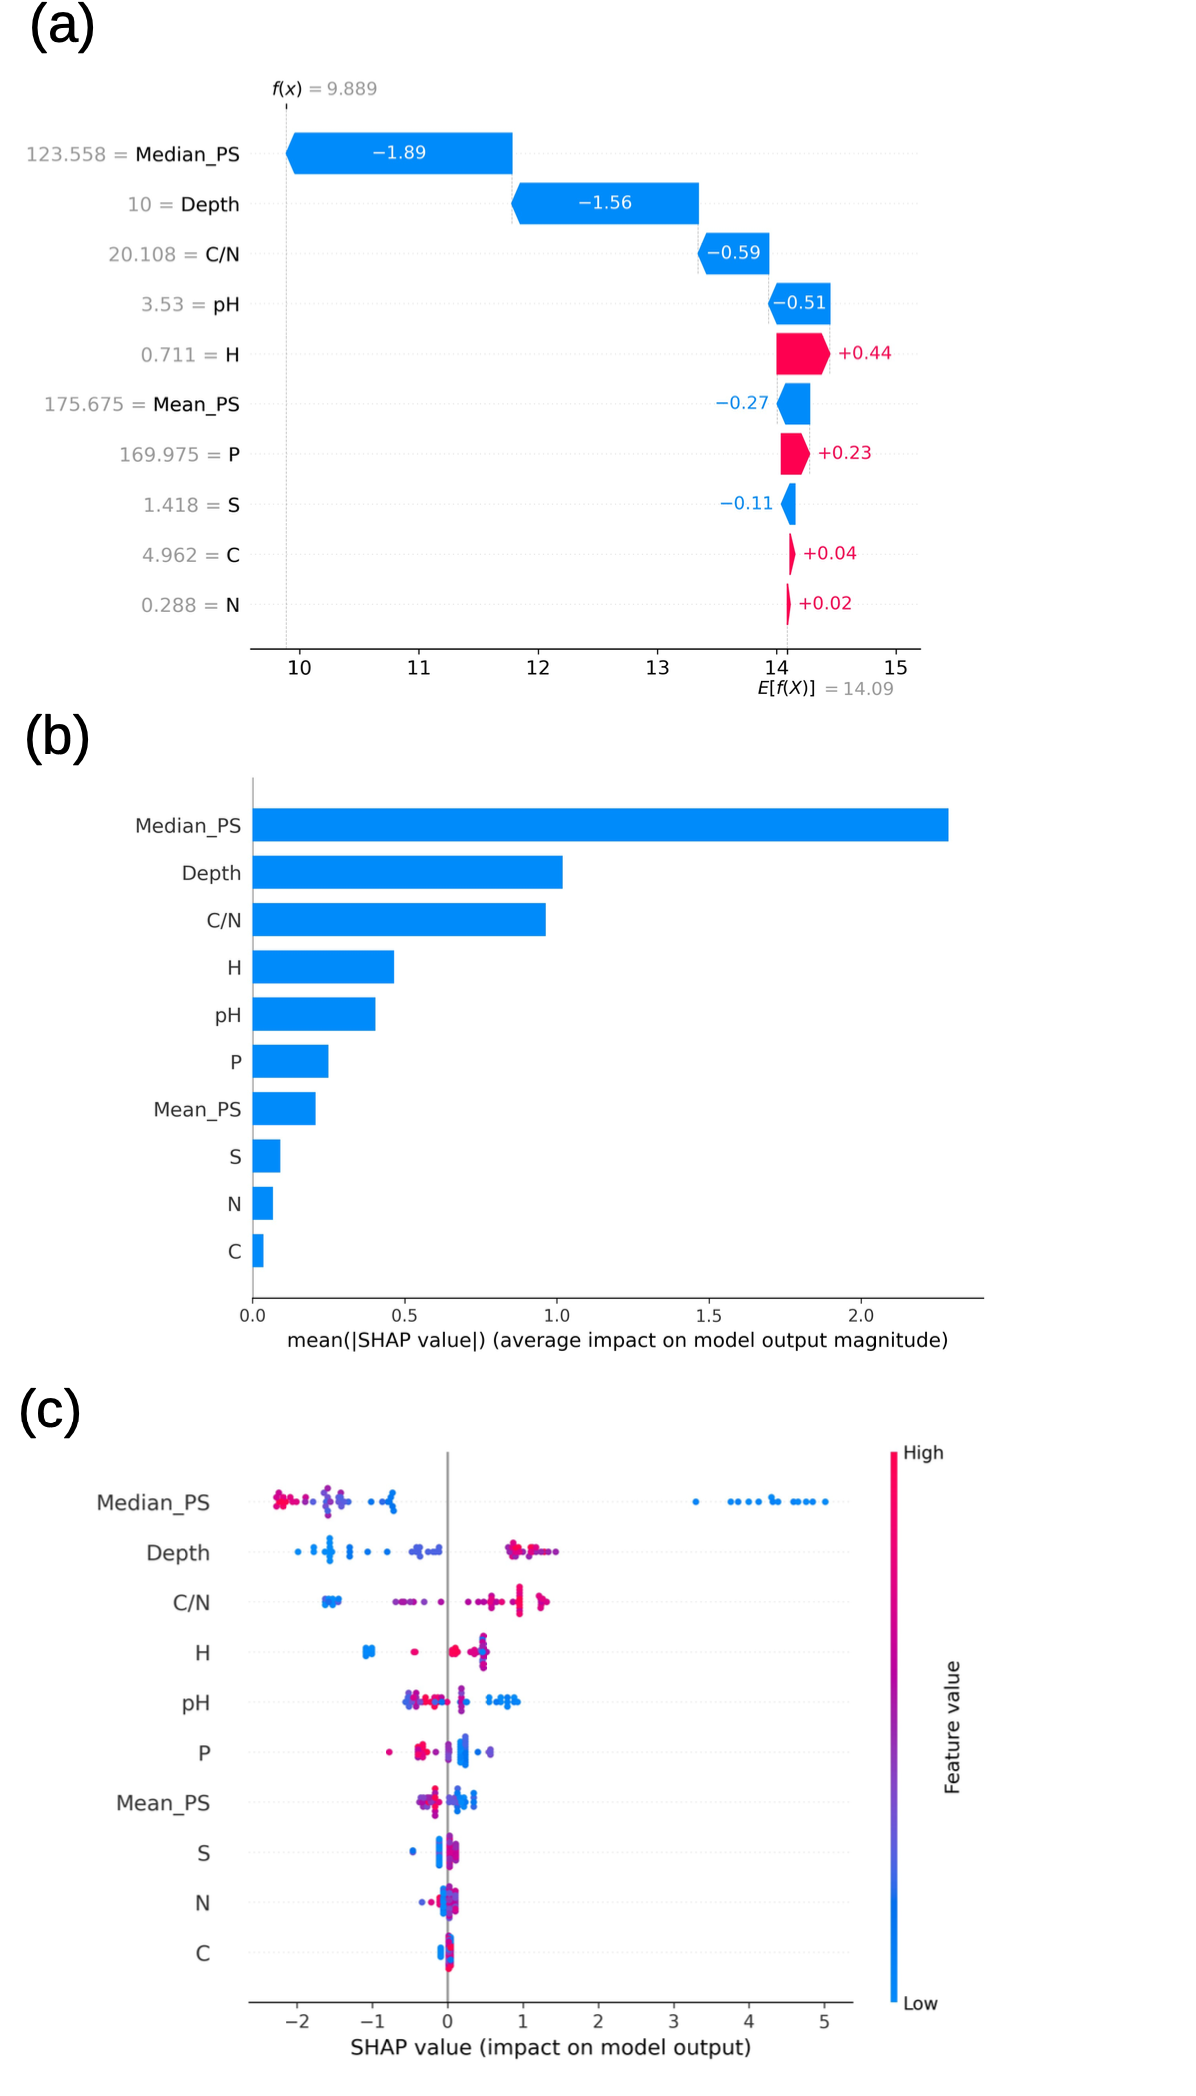 (a)
f(x) = 9.889
123.558 = Median_PS
−1.89
10 = Depth
−1.56
20.108 = C/N
−0.59
3.53 = pH
−0.51
0.711 = H
+0.44
175.675 = Mean_PS
−0.27
169.975 = P
+0.23
1.418 = S
−0.11
4.962 = C
+0.04
0.288 = N
+0.02
10 11 12 13 14 15
E[f(X)] = 14.09
(b)
Median_PS
Depth
C/N
H
pH
P
Mean_PS
S
N
C
0.0 0.5 1.0 1.5 2.0
mean(|SHAP value|) (average impact on model output magnitude)
(c)
High
Median_PS
Depth
C/N
H
pH
P
Mean_PS
S
N
C
Feature value
Low
−2 −1 0 1 2 3 4 5
SHAP value (impact on model output)